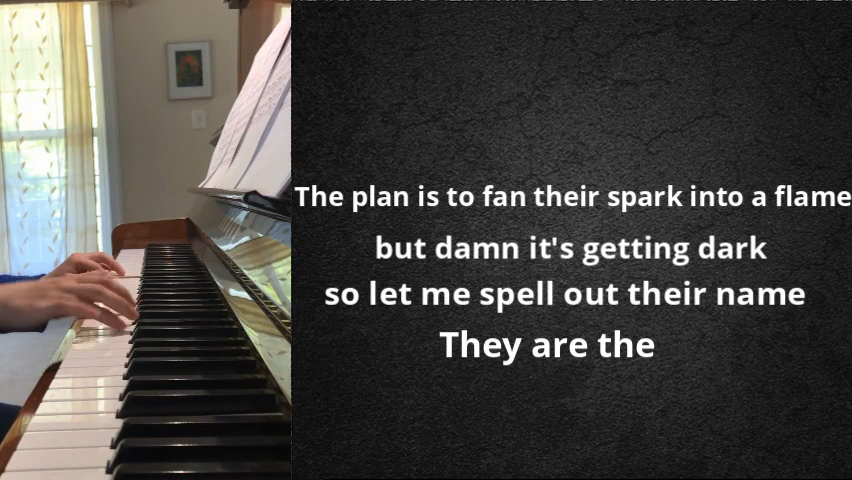 The plan is to fan their spark into a flame
but damn it's getting dark
so let me spell out their name
They are the